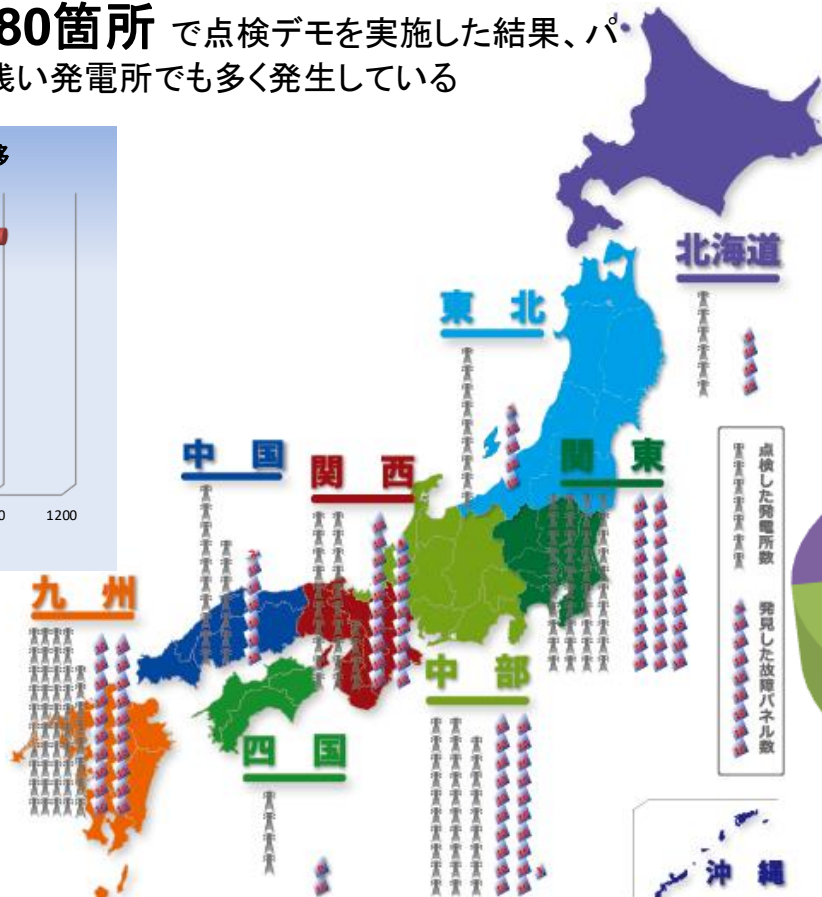 80箇所 で点検デモを実施した結果、パ
浅い発電所でも多く発生している
移
0
1200
北海道
東 北
中 国
関 西
関 東
点検した発電所数
発見した故障パネル数
九 州
中 部
四 国
沖 縄